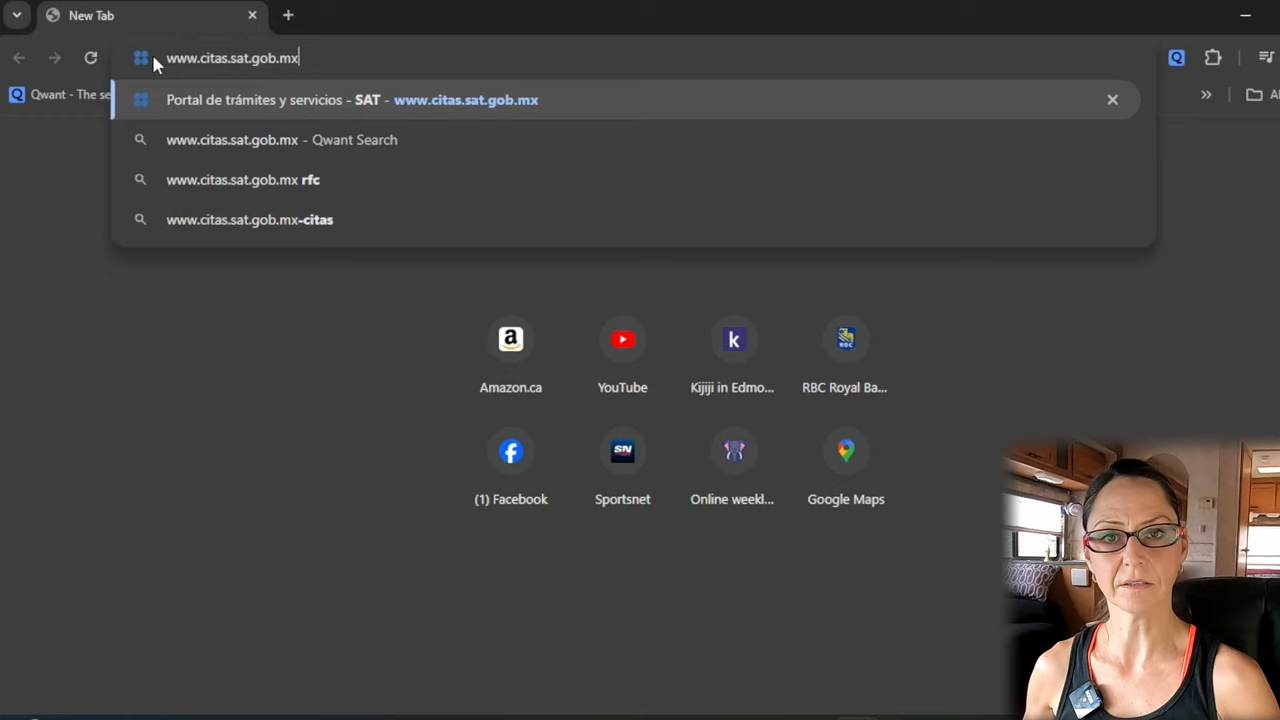 New Tab
www.citas.sat.gob.mx
Qwant - The se
Portal de trámites y servicios - SAT - www.citas.sat.gob.mx
www.citas.sat.gob.mx - Qwant Search
www.citas.sat.gob.mx rfc
www.citas.sat.gob.mx-citas
Amazon.ca
YouTube
Kijiji in Edmo...
RBC Royal Ba...
(1) Facebook
Sportsnet
Online weekl...
Google Maps